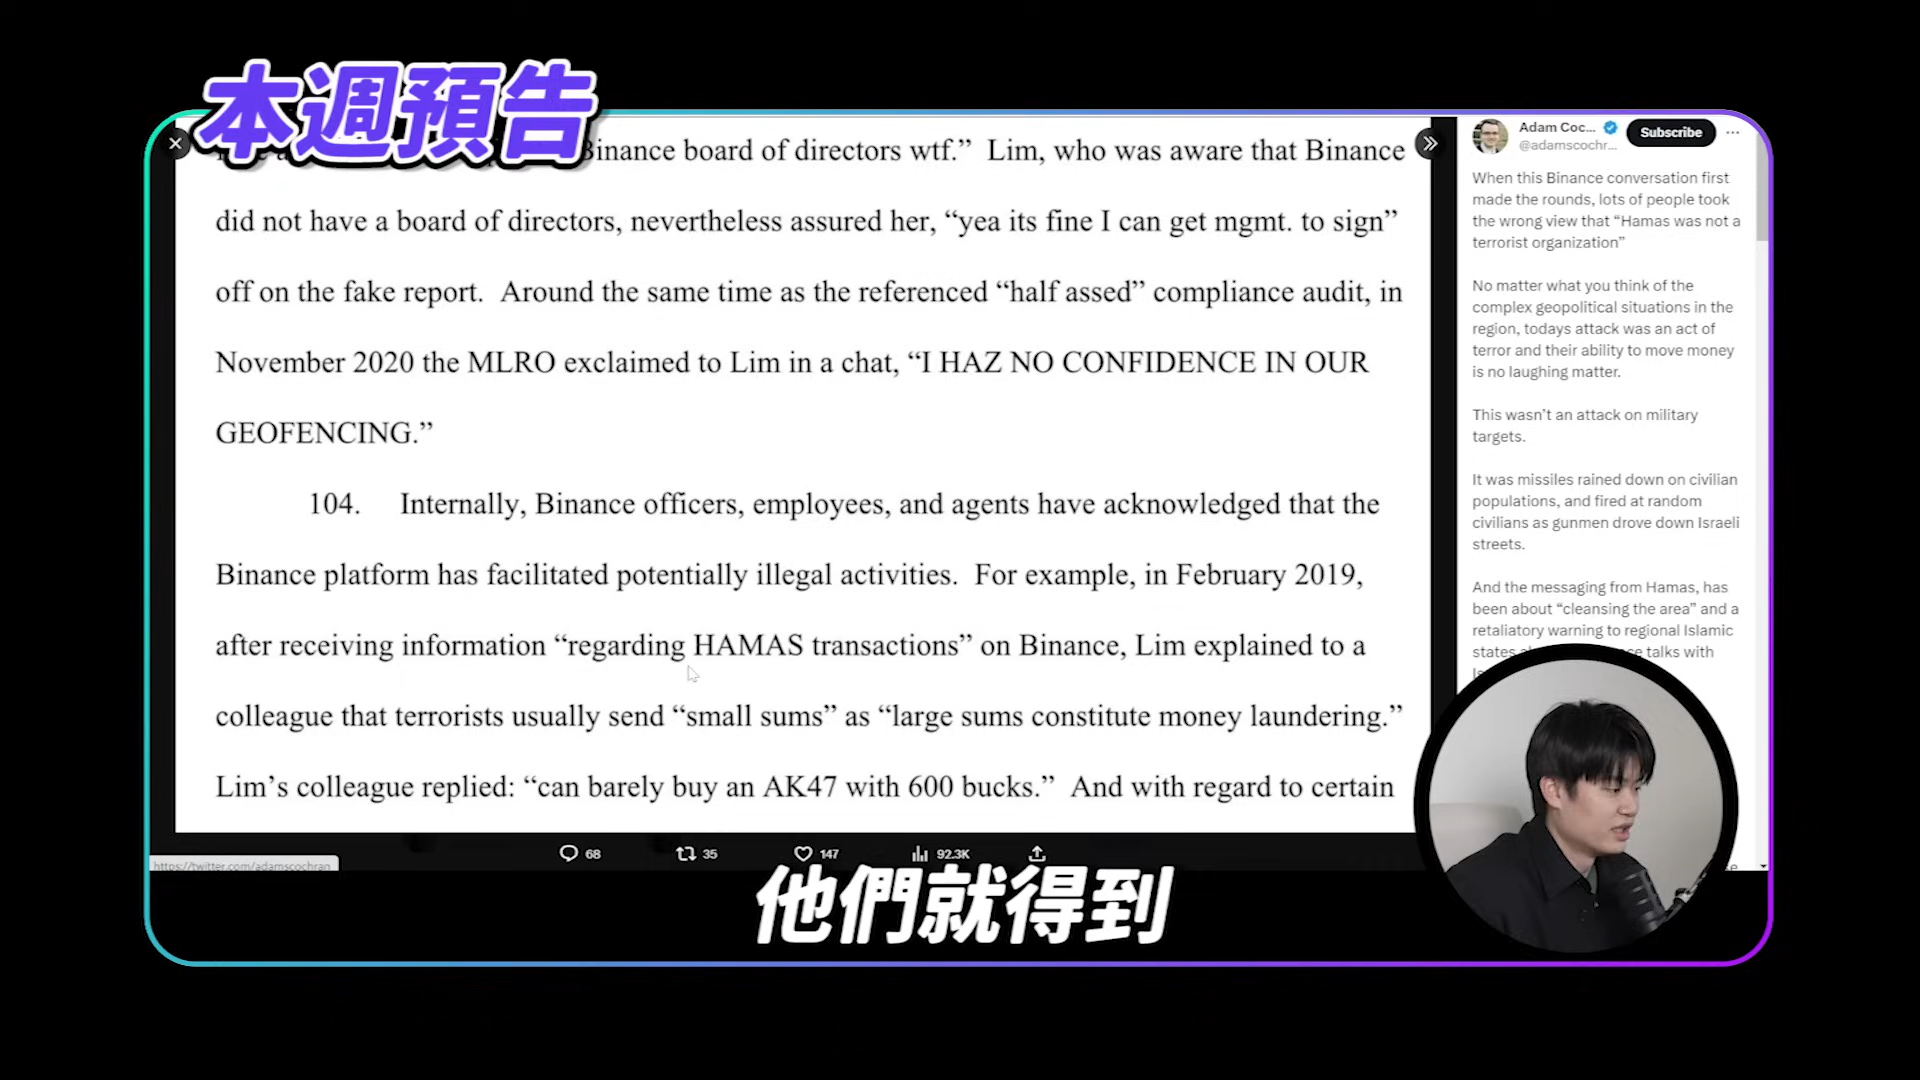 本週預告
Binance board of directors wtf.” Lim, who was aware that Binance
did not have a board of directors, nevertheless assured her, “yea its fine I can get mgmt. to sign”
off on the fake report. Around the same time as the referenced “half assed” compliance audit, in
November 2020 the MLRO exclaimed to Lim in a chat, “I HAZ NO CONFIDENCE IN OUR
GEOFENCING.”
104. Internally, Binance officers, employees, and agents have acknowledged that the
Binance platform has facilitated potentially illegal activities. For example, in February 2019,
after receiving information “regarding HAMAS transactions” on Binance, Lim explained to a
colleague that terrorists usually send “small sums” as “large sums constitute money laundering.”
Lim’s colleague replied: “can barely buy an AK47 with 600 bucks.” And with regard to certain
68 35 147 92.3K
https://twitter.com/adamscochran
Adam Coc...
Subscribe
@adamscochr...
When this Binance conversation first
made the rounds, lots of people took
the wrong view that “Hamas was not a
terrorist organization”
No matter what you think of the
complex geopolitical situations in the
region, todays attack was an act of
terror and their ability to move money
is no laughing matter.
This wasn’t an attack on military
targets.
It was missiles rained down on civilian
populations, and fired at random
civilians as gunmen drove down Israeli
streets.
And the messaging from Hamas, has
been about “cleansing the area” and a
retaliatory warning to regional Islamic
states talks with
他們就得到